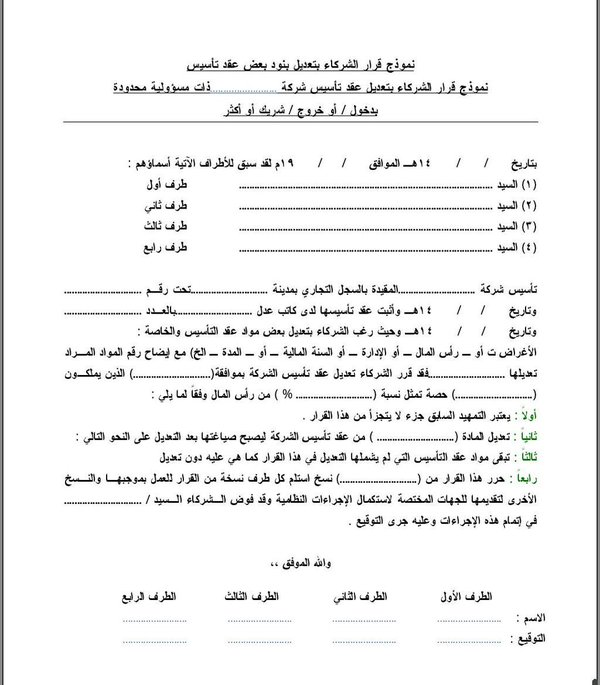 نموذج قرار الشركاء بتعديل بنود بعض عقد تأسيس
نموذج قرار الشركاء بتعديل عقد تأسيس شركة ........................ ذات مسؤولية محدودة
بدخول / أو خروج / شريك أو أكثر
بتاريخ / / ١٤هـ الموافق / / ١٩م لقد سبق للأطراف الآتية أسماؤهم :
(١) السيد ........................................................................ طرف أول
(٢) السيد ........................................................................ طرف ثاني
(٣) السيد ........................................................................ طرف ثالث
(٤) السيد ........................................................................ طرف رابع
تأسيس شركة ............................المقيدة بالسجل التجاري بمدينة ............................تحت رقم ............................
وتاريخ / / ١٤هـ وأثبت عقد تأسيسها لدى كاتب عدل ............................بالعدد ............................
وتاريخ / / ١٤هـ وحيث رغب الشركاء بتعديل بعض مواد عقد التأسيس والخاصة :
الأغراض ت أو ــ رأس المال ــ أو الإدارة ــ أو السنة المالية ــ أو ــ المدة ــ الخ) مع إيضاح رقم المواد المراد
تعديلها ............................فقد قرر الشركاء تعديل عقد تأسيس الشركة بموافقة(............................) الذين يملكون
(............................) حصة تمثل نسبة (............................ % ) من رأس المال وفقاً لما يلي :
أولاً : يعتبر التمهيد السابق جزء لا يتجزأ من هذا القرار .
ثانياً : تعديل المادة (............................ ) من عقد تأسيس الشركة ليصبح صياغتها بعد التعديل على النحو التالي :
ثالثاً : تبقى مواد عقد التأسيس التي لم يشملها التعديل في هذا القرار كما هي عليه دون تعديل
رابعاً : حرر هذا القرار من (............................) نسخ استلم كل طرف نسخة من القرار للعمل بموجبها والنسخ
الأخرى لتقديمها للجهات المختصة لاستكمال الإجراءات النظامية وقد فوض الشركاء السيد / ............................
في إتمام هذه الإجراءات وعليه جرى التوقيع .
والله الموفق ،،
الطرف الأول الطرف الثاني الطرف الثالث الطرف الرابع
الاسم : ........................ ........................ ........................ ........................
التوقيع : ........................ ........................ ........................ ........................